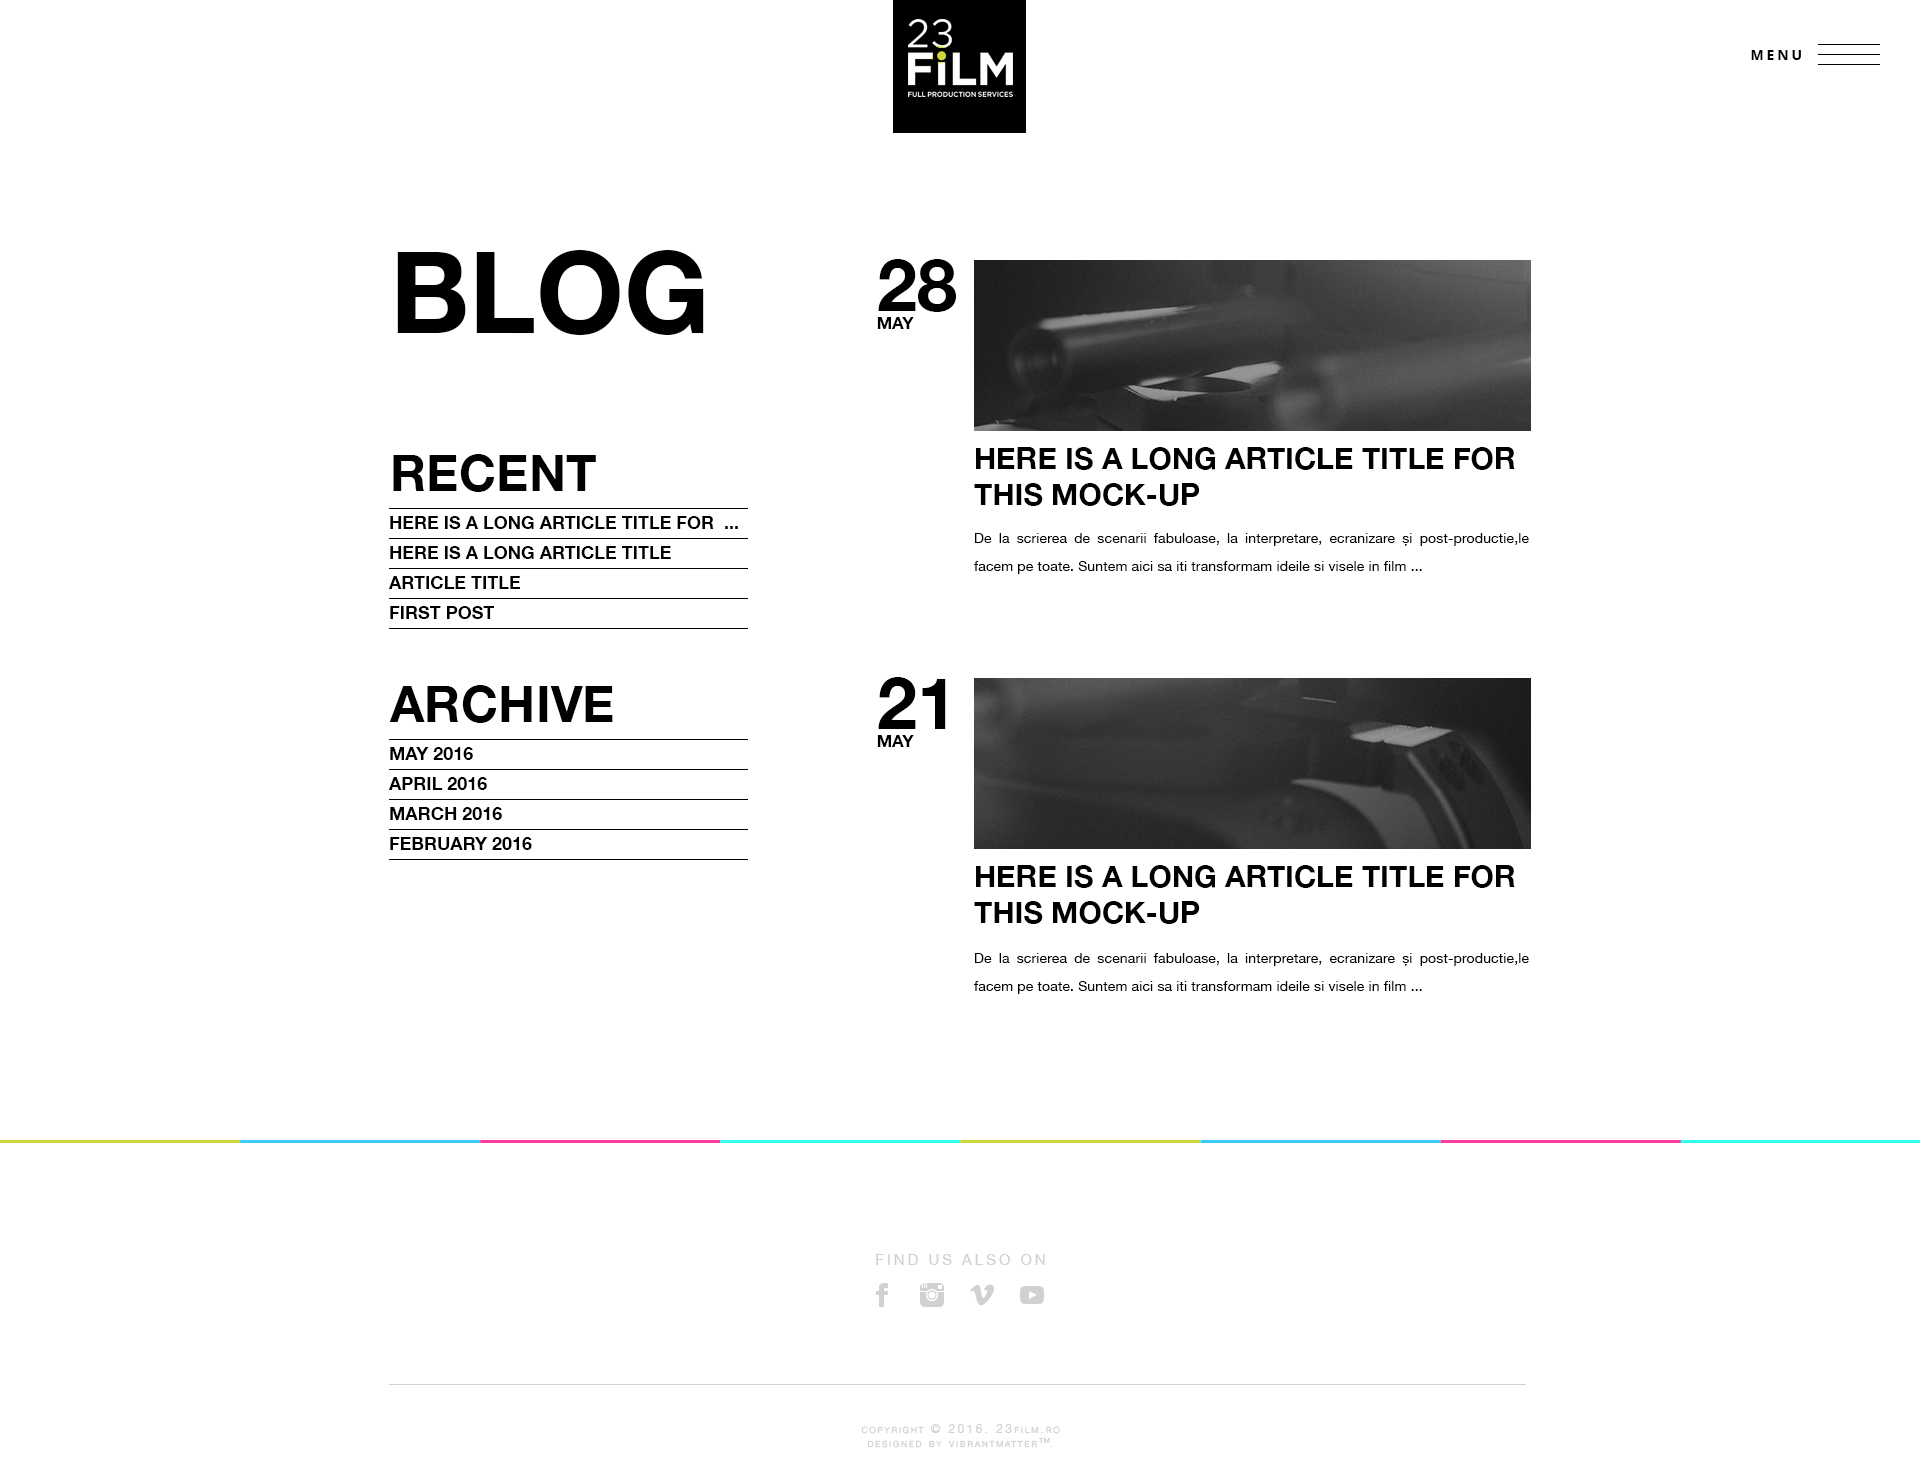 23
FiLM
FULL PRODUCTION SERVICES
MENU
BLOG
RECENT
HERE IS A LONG ARTICLE TITLE FOR ...
HERE IS A LONG ARTICLE TITLE
ARTICLE TITLE
FIRST POST
ARCHIVE
MAY 2016
APRIL 2016
MARCH 2016
FEBRUARY 2016
28
MAY
HERE IS A LONG ARTICLE TITLE FOR
THIS MOCK-UP
De la scrierea de scenarii fabuloase, la interpretare, ecranizare și post-productie,le
facem pe toate. Suntem aici sa iti transformam ideile si visele in film ...
21
MAY
HERE IS A LONG ARTICLE TITLE FOR
THIS MOCK-UP
De la scrierea de scenarii fabuloase, la interpretare, ecranizare și post-productie,le
facem pe toate. Suntem aici sa iti transformam ideile si visele in film ...
FIND US ALSO ON
COPYRIGHT © 2016. 23FILM.RO
DESIGNED BY VIBRANTMATTER™.